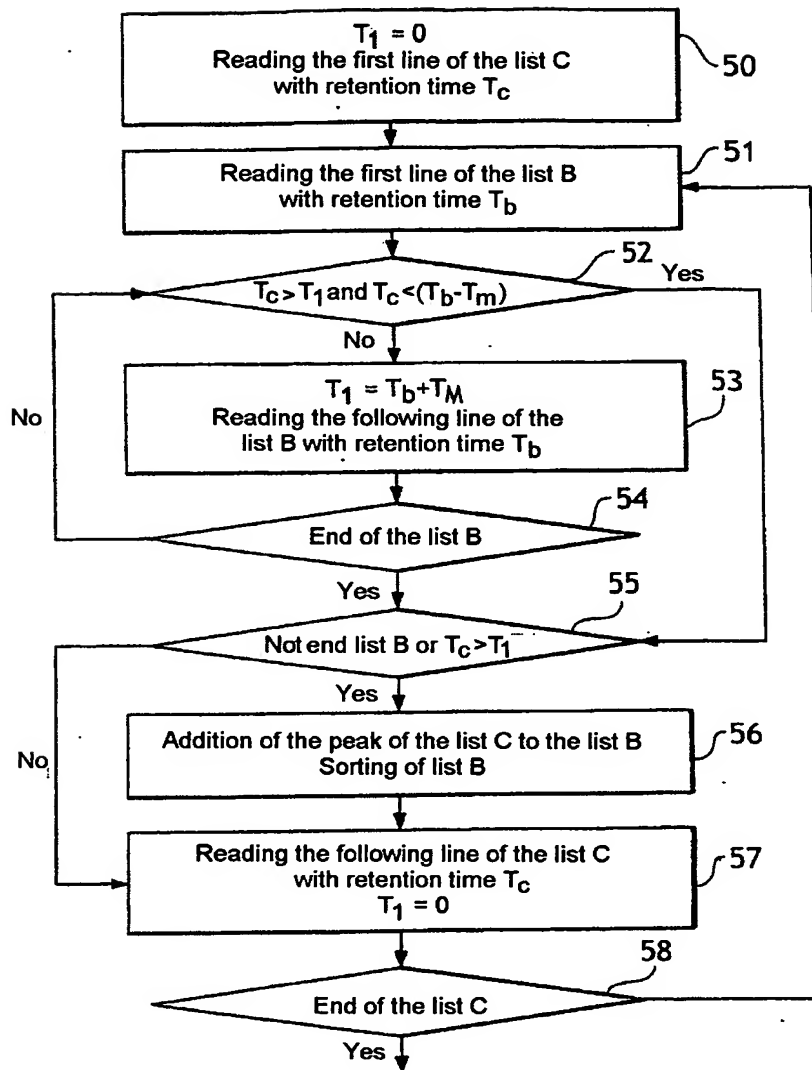 T1 = 0
Reading the first line of the list C
with retention time Tc
50
51
Reading the first line of the list B
with retention time Tb
52
Tc>T1 and Tc<(Tb-Tm)
Yes
No
T1 = Tb+TM
Reading the following line of the
list B with retention time Tb
53
No
54
End of the list B
Yes
55
Not end list B or Tc>T1
Yes
Addition of the peak of the list C to the list B
Sorting of list B
56
No
Reading the following line of the list C
with retention time Tc
T1 = 0
57
58
End of the list C
Yes